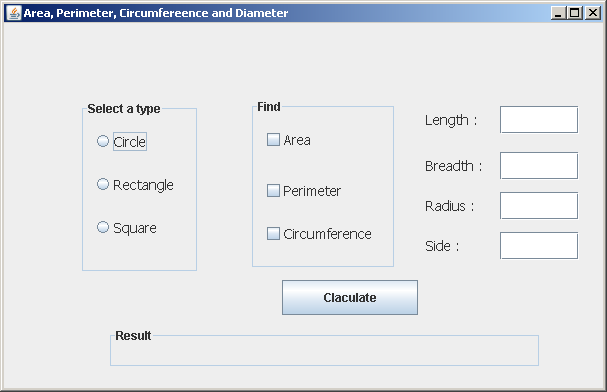 Area, Perimeter, Circumfereence and Diameter
Select a type
Circle
Rectangle
Square
Find
Area
Perimeter
Circumference
Length :
Breadth :
Radius :
Side :
Claculate
Result